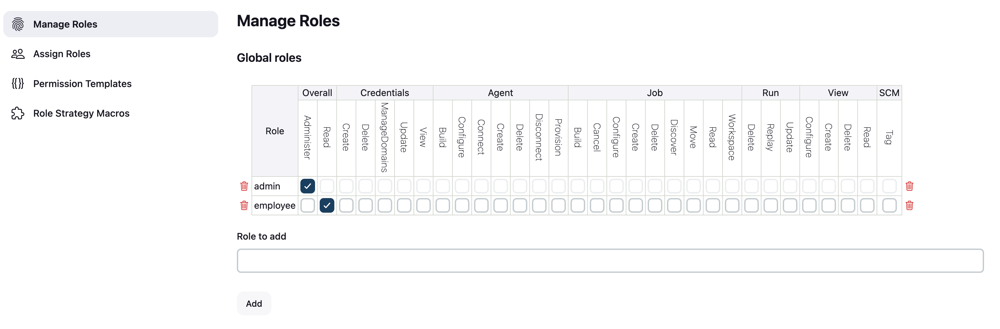 Manage Roles
Assign Roles
Permission Templates
Role Strategy Macros
Manage Roles
Global roles
Role Overall Credentials Agent Job Run View SCM
Administer Read Create Delete ManageDomains Update View Build Configure Connect Create Delete Disconnect Provision Build Cancel Configure Create Delete Discover Move Read Workspace Delete Replay Update Configure Create Delete Read Tag
admin
employee
Role to add
Add